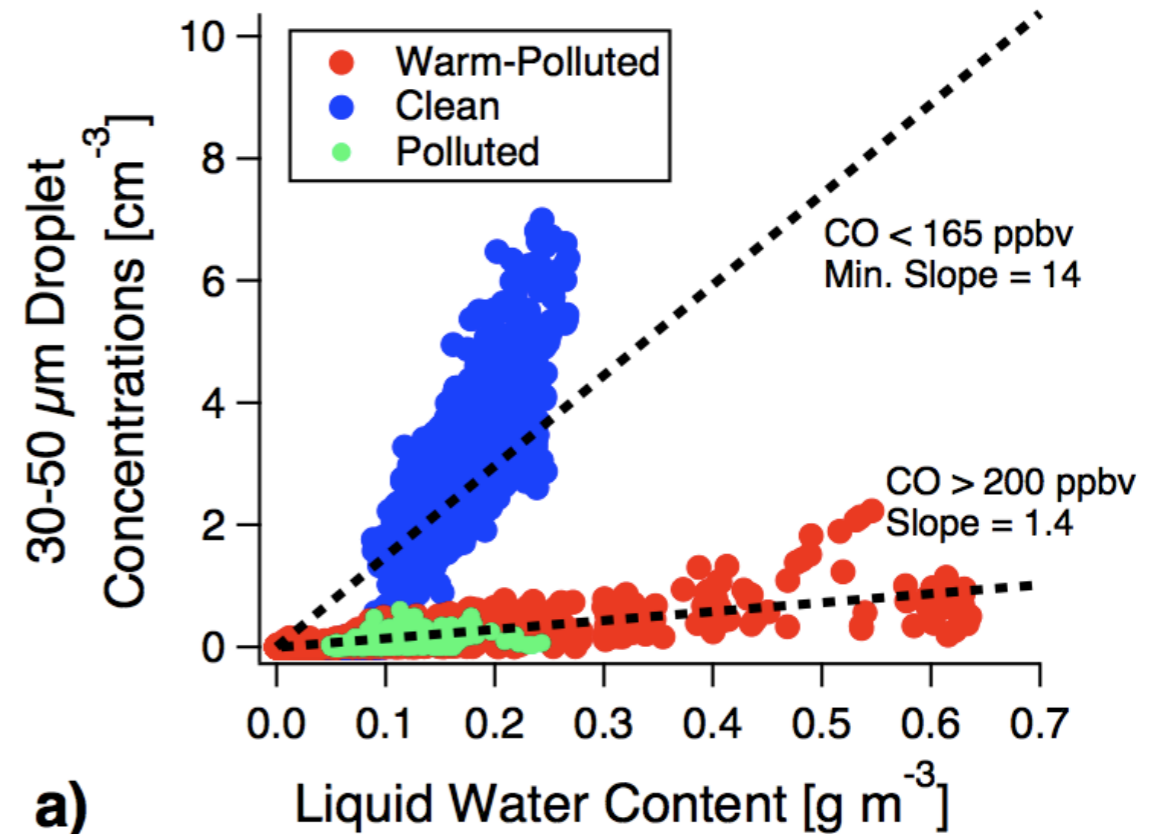 10
8
6
4
2
0
30-50 µm Droplet
Concentrations [cm-3]
Warm-Polluted
Clean
Polluted
CO < 165 ppbv
Min. Slope = 14
CO > 200 ppbv
Slope = 1.4
0.0 0.1 0.2 0.3 0.4 0.5 0.6 0.7
Liquid Water Content [g m-3]
a)